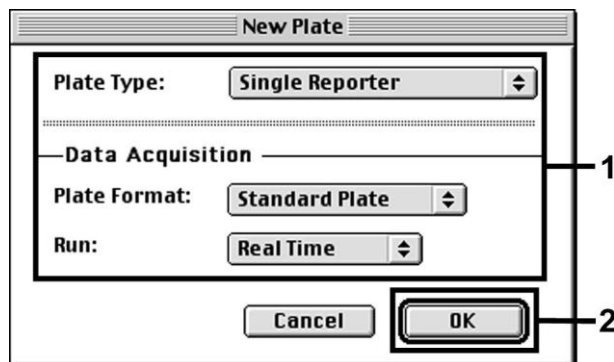 New Plate
Plate Type: Single Reporter
Data Acquisition
1
Plate Format: Standard Plate
Run: Real Time
Cancel OK
2